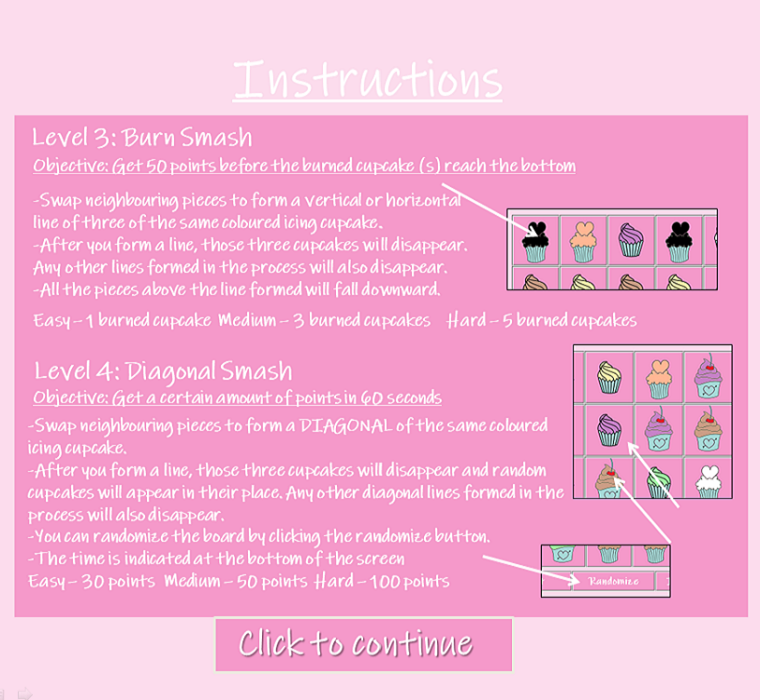 Instructions
Level 3: Burn Smash
Objective: Get 50 points before the burned cupcake (s) reach the bottom
-Swap neighbouring pieces to form a vertical or horizontal
line of three of the same coloured icing cupcake.
-After you form a line, those three cupcakes will disappear.
Any other lines formed in the process will also disappear.
-All the pieces above the line formed will fall downward.
Easy – 1 burned cupcake Medium – 3 burned cupcakes Hard – 5 burned cupcakes
Level 4: Diagonal Smash
Objective: Get a certain amount of points in 60 seconds
-Swap neighbouring pieces to form a DIAGONAL of the same coloured
icing cupcake.
-After you form a line, those three cupcakes will disappear and random
cupcakes will appear in their place. Any other diagonal lines formed in the
process will also disappear.
-You can randomize the board by clicking the randomize button.
-The time is indicated at the bottom of the screen
Easy – 30 points Medium – 50 points Hard – 100 points
Randomize
Click to continue